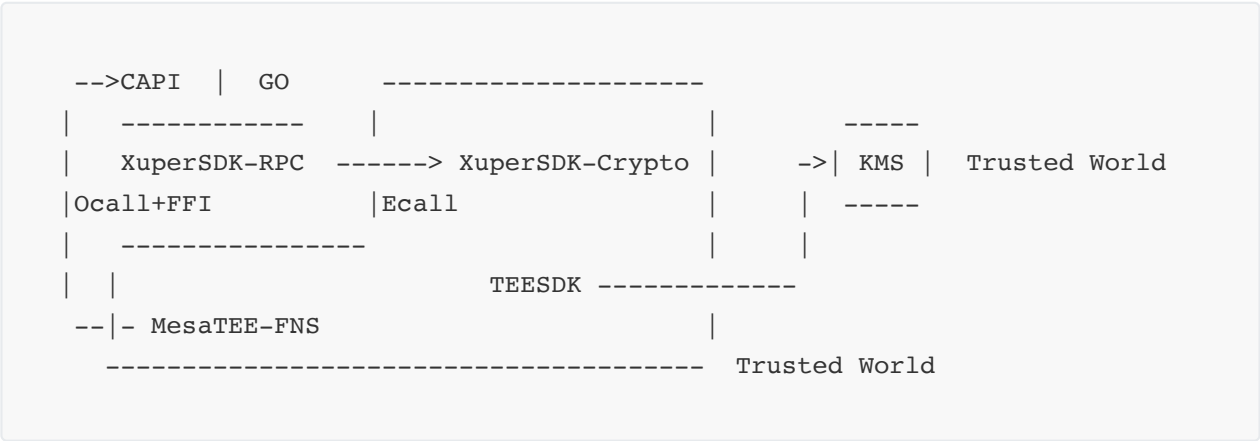 -->CAPI | GO ---------------------
| ------------ | | -----
| XuperSDK-RPC ------> XuperSDK-Crypto | ->| KMS | Trusted World
|Ocall+FFI |Ecall | | -----
| ---------------- | |
| | TEESDK -------------
--|- MesaTEE-FNS |
--------------------------------------- Trusted World